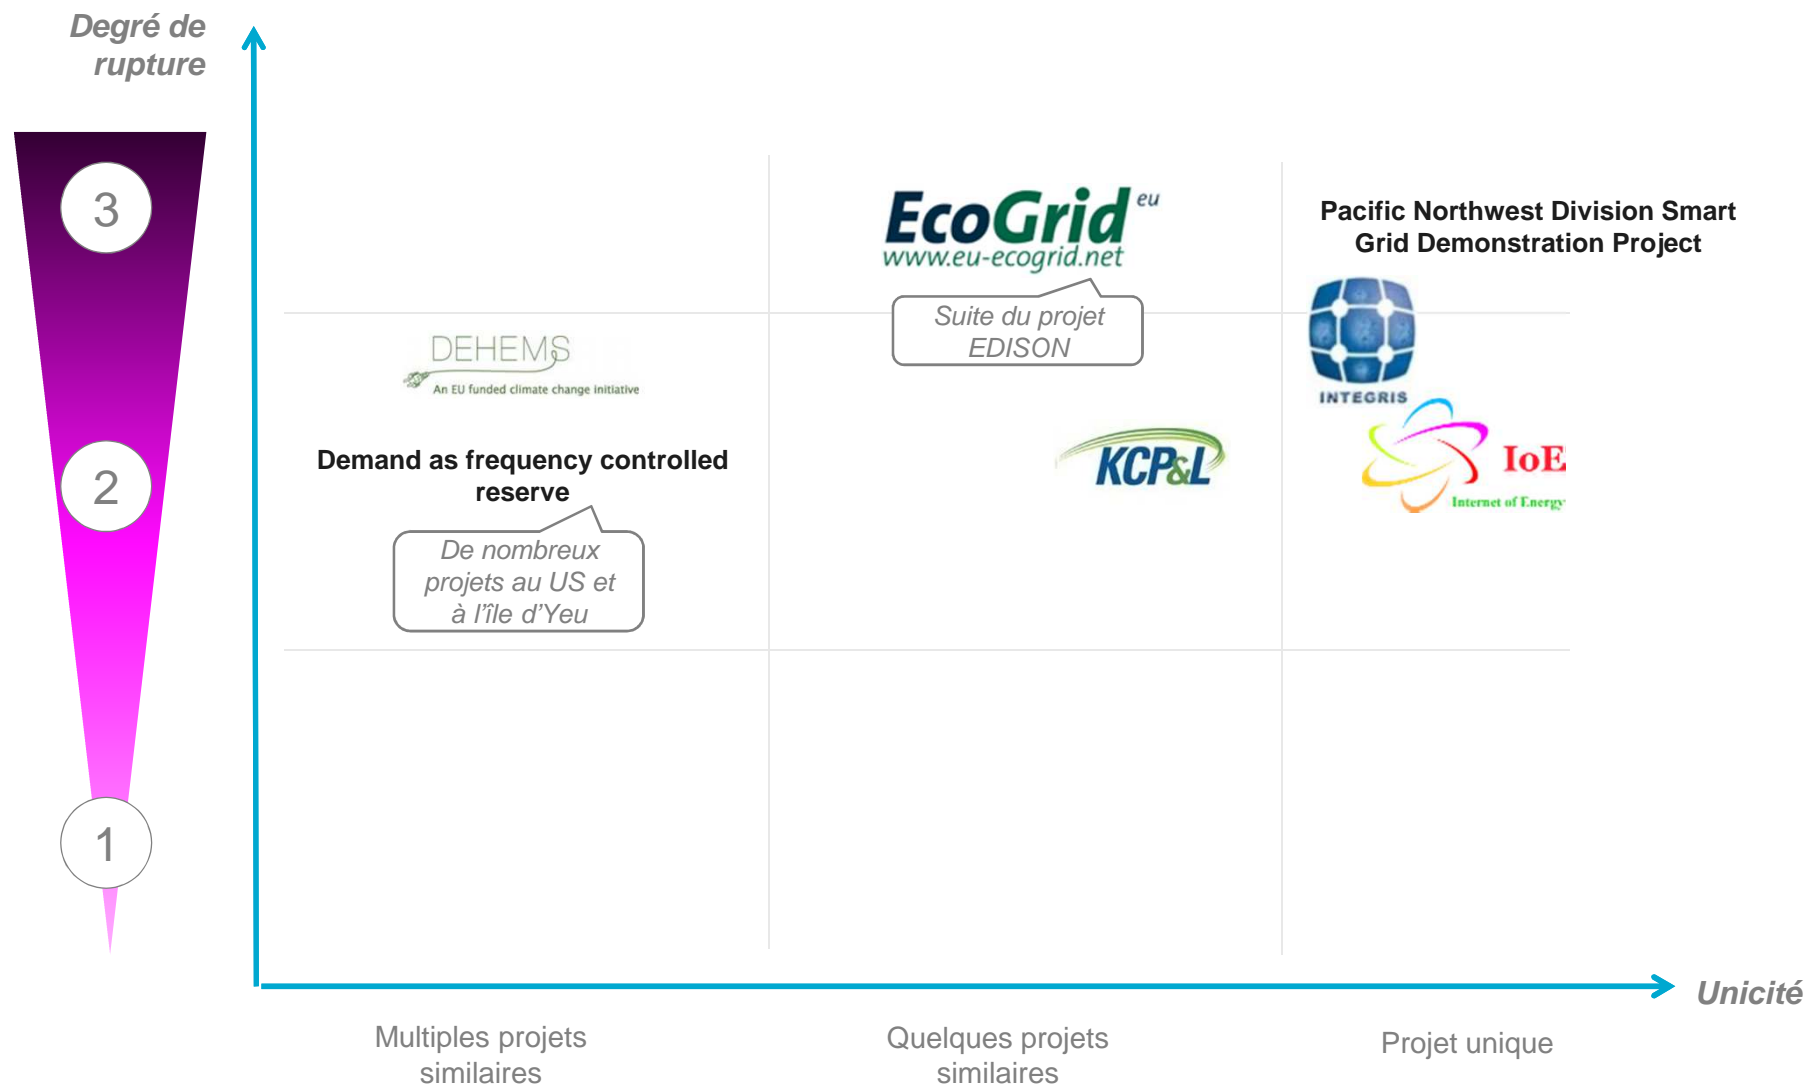 Degré de
rupture
3
EcoGrid eu
www.eu-ecogrid.net
Pacific Northwest Division Smart
Grid Demonstration Project
Suite du projet
EDISON
INTEGRIS
DEHEMS
An EU funded climate change initiative
2
Demand as frequency controlled
reserve
KCP&L
IoE
Internet of Energy
De nombreux
projets au US et
à l'île d'Yeu
1
Unicité
Multiples projets
similaires
Quelques projets
similaires
Projet unique